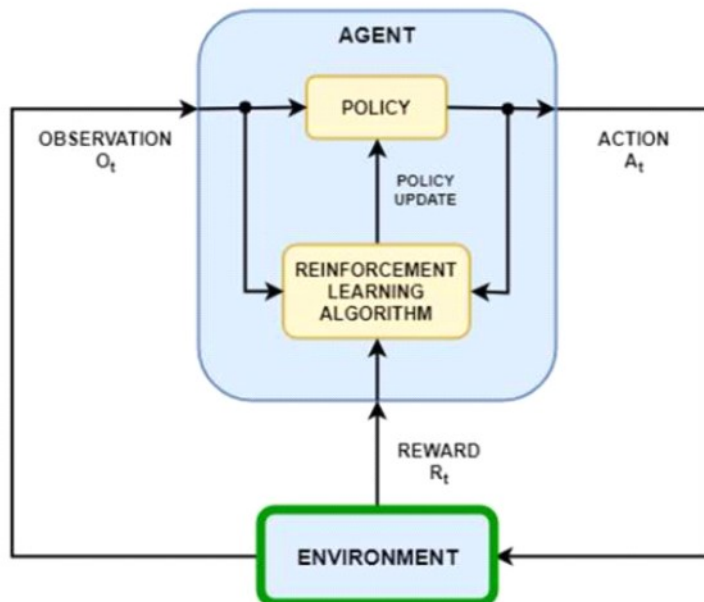 AGENT
POLICY
OBSERVATION
Oₜ
ACTION
Aₜ
POLICY
UPDATE
REINFORCEMENT
LEARNING
ALGORITHM
REWARD
Rₜ
ENVIRONMENT